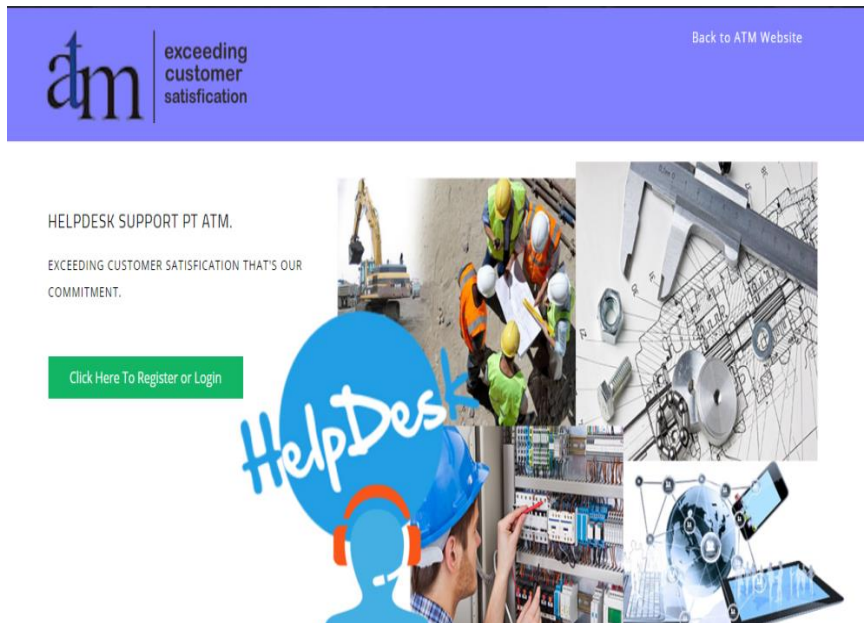 atm
exceeding
customer
satisfication
Back to ATM Website
HELPDESK SUPPORT PT ATM.
EXCEEDING CUSTOMER SATISFICATION THAT'S OUR
COMMITMENT.
Click Here To Register or Login
HelpDesk